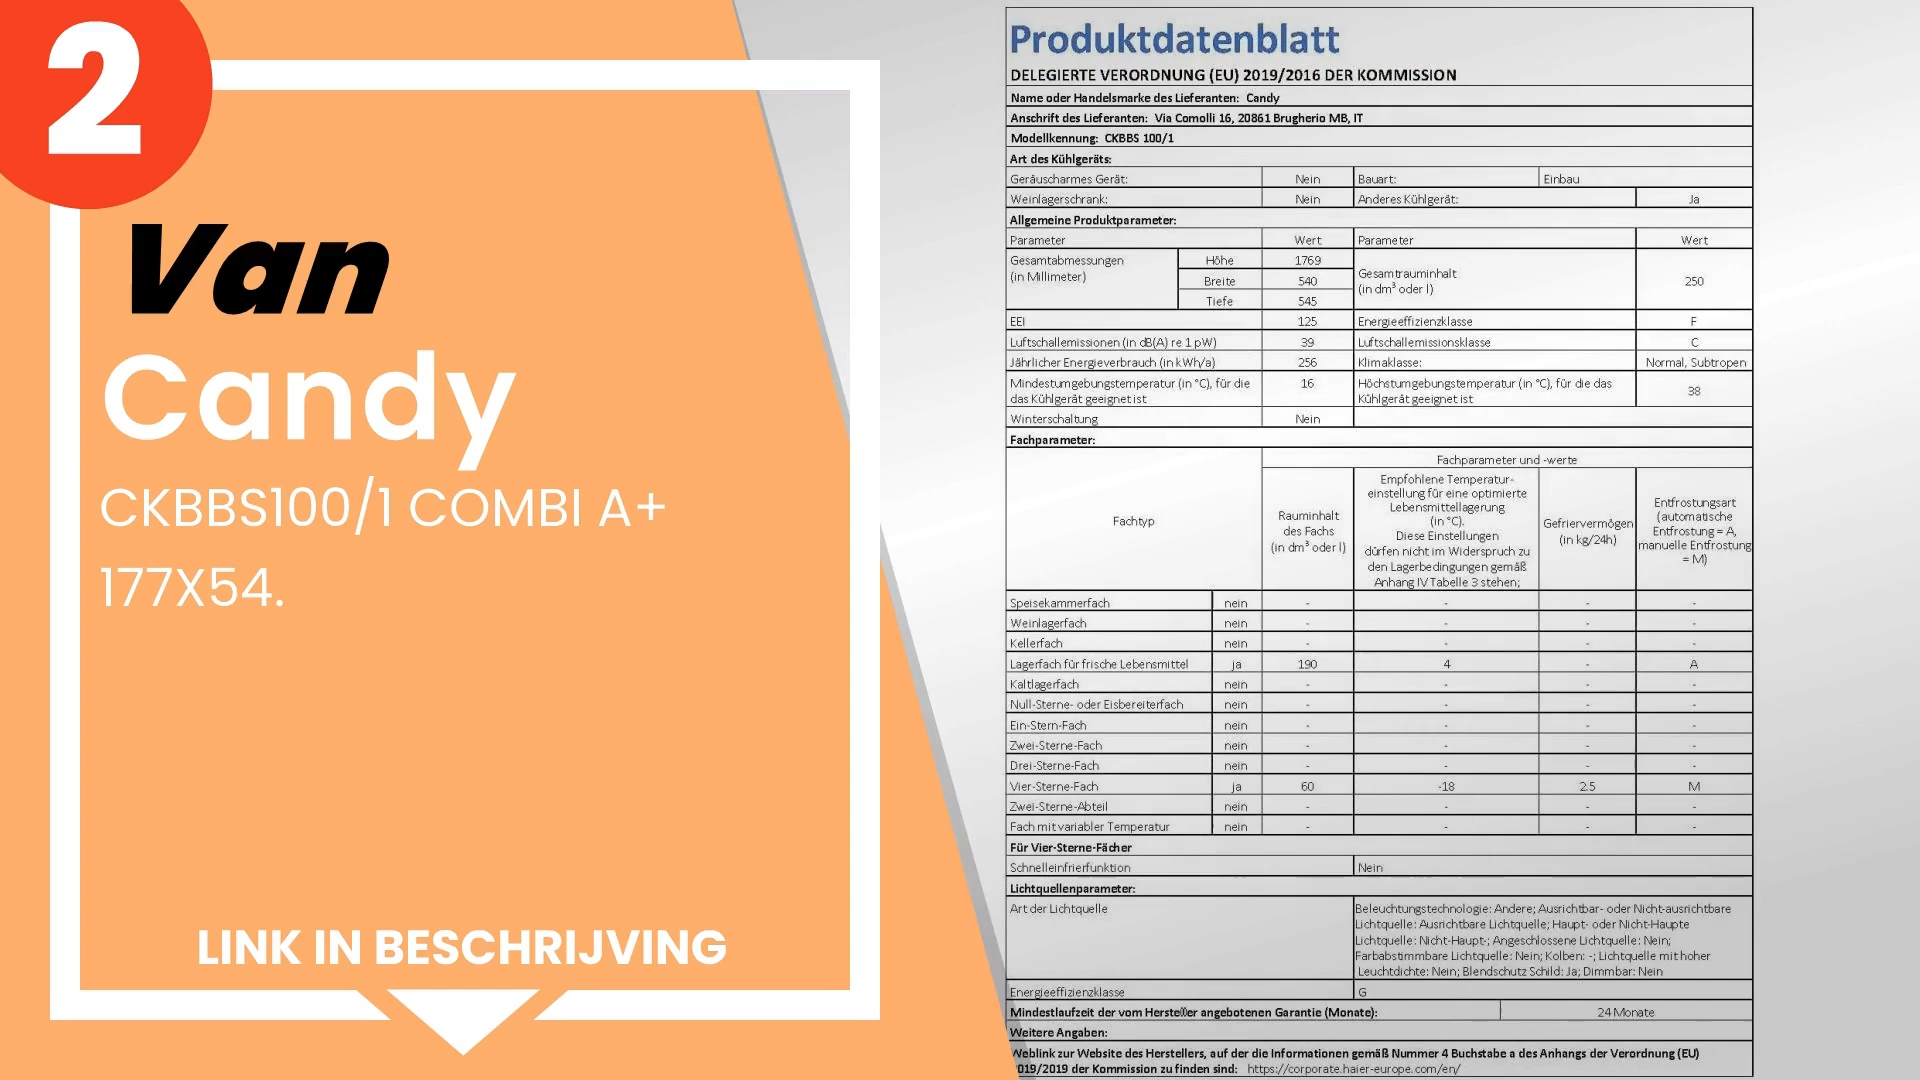 2
Van
Candy
CKBBS100/1 COMBI A+
177X54.
LINK IN BESCHRIJVING
Produktdatenblatt
DELEGIERTE VERORDNUNG (EU) 2019/2016 DER KOMMISSION
Name oder Handelsmarke des Lieferanten: Candy
Anschrift des Lieferanten: Via Comolli 16, 20861 Brugherio MB, IT
Modellkennung: CKBBS 100/1
Art des Kühlgeräts:
Geräuscharmes Gerät: Nein Bauart: Einbau
Weinlagerschrank: Nein Anderes Kühlgerät: Ja
Allgemeine Produktparameter:
Parameter Wert Parameter Wert
Gesamtabmessungen
(in Millimeter)
Höhe 1769
Breite 540
Tiefe 545
Gesamtrauminhalt
(in dm³ oder l)
250
EEI 125 Energieeffizienzklasse F
Luftschallemissionen (in dB(A) re 1 pW) 39 Luftschallemissionsklasse C
Jährlicher Energieverbrauch (in kWh/a) 256 Klimaklasse: Normal, Subtropen
Mindestumgebungstemperatur (in °C), für die
das Kühlgerät geeignet ist
16
Höchstumgebungstemperatur (in °C), für die das
Kühlgerät geeignet ist
38
Winterschaltung Nein
Fachparameter:
Fachparameter und -werte
Fachtyp
Rauminhalt
des Fachs
(in dm³ oder l)
Empfohlene Temperatur-
einstellung für eine optimierte
Lebensmittellagerung
(in °C).
Diese Einstellungen
dürfen nicht im Widerspruch zu
den Lagerbedingungen gemäß
Anhang IV Tabelle 3 stehen;
Gefriervermögen
(in kg/24h)
Entfrostungsart
(automatische
Entfrostung = A,
manuelle Entfrostung
= M)
Speisekammerfach nein - - - -
Weinlagerfach nein - - - -
Kellerfach nein - - - -
Lagerfach für frische Lebensmittel ja 190 4 - A
Kaltlagerfach nein - - - -
Null-Sterne- oder Eisbereiterfach nein - - - -
Ein-Stern-Fach nein - - - -
Zwei-Sterne-Fach nein - - - -
Drei-Sterne-Fach nein - - - -
Vier-Sterne-Fach ja 60 -18 2.5 M
Zwei-Sterne-Abteil nein - - - -
Fach mit variabler Temperatur nein - - - -
Für Vier-Sterne-Fächer
Schnelleinfrierfunktion Nein
Lichtquellenparameter:
Art der Lichtquelle
Beleuchtungstechnologie: Andere; Ausrichtbar- oder Nicht-ausrichtbare
Lichtquelle: Ausrichtbare Lichtquelle; Haupt- oder Nicht-Haupte
Lichtquelle: Nicht-Haupt-; Angeschlossene Lichtquelle: Nein;
Farbabstimmbare Lichtquelle: Nein; Kolben: -; Lichtquelle mit hoher
Leuchtdichte: Nein; Blendschutz Schild: Ja; Dimmbar: Nein
Energieeffizienzklasse G
Mindestlaufzeit der vom Hersteller angebotenen Garantie (Monate): 24 Monate
Weitere Angaben:
Weblink zur Website des Herstellers, auf der die Informationen gemäß Nummer 4 Buchstabe a des Anhangs der Verordnung (EU)
2019/2019 der Kommission zu finden sind: https://corporate.haier-europe.com/en/